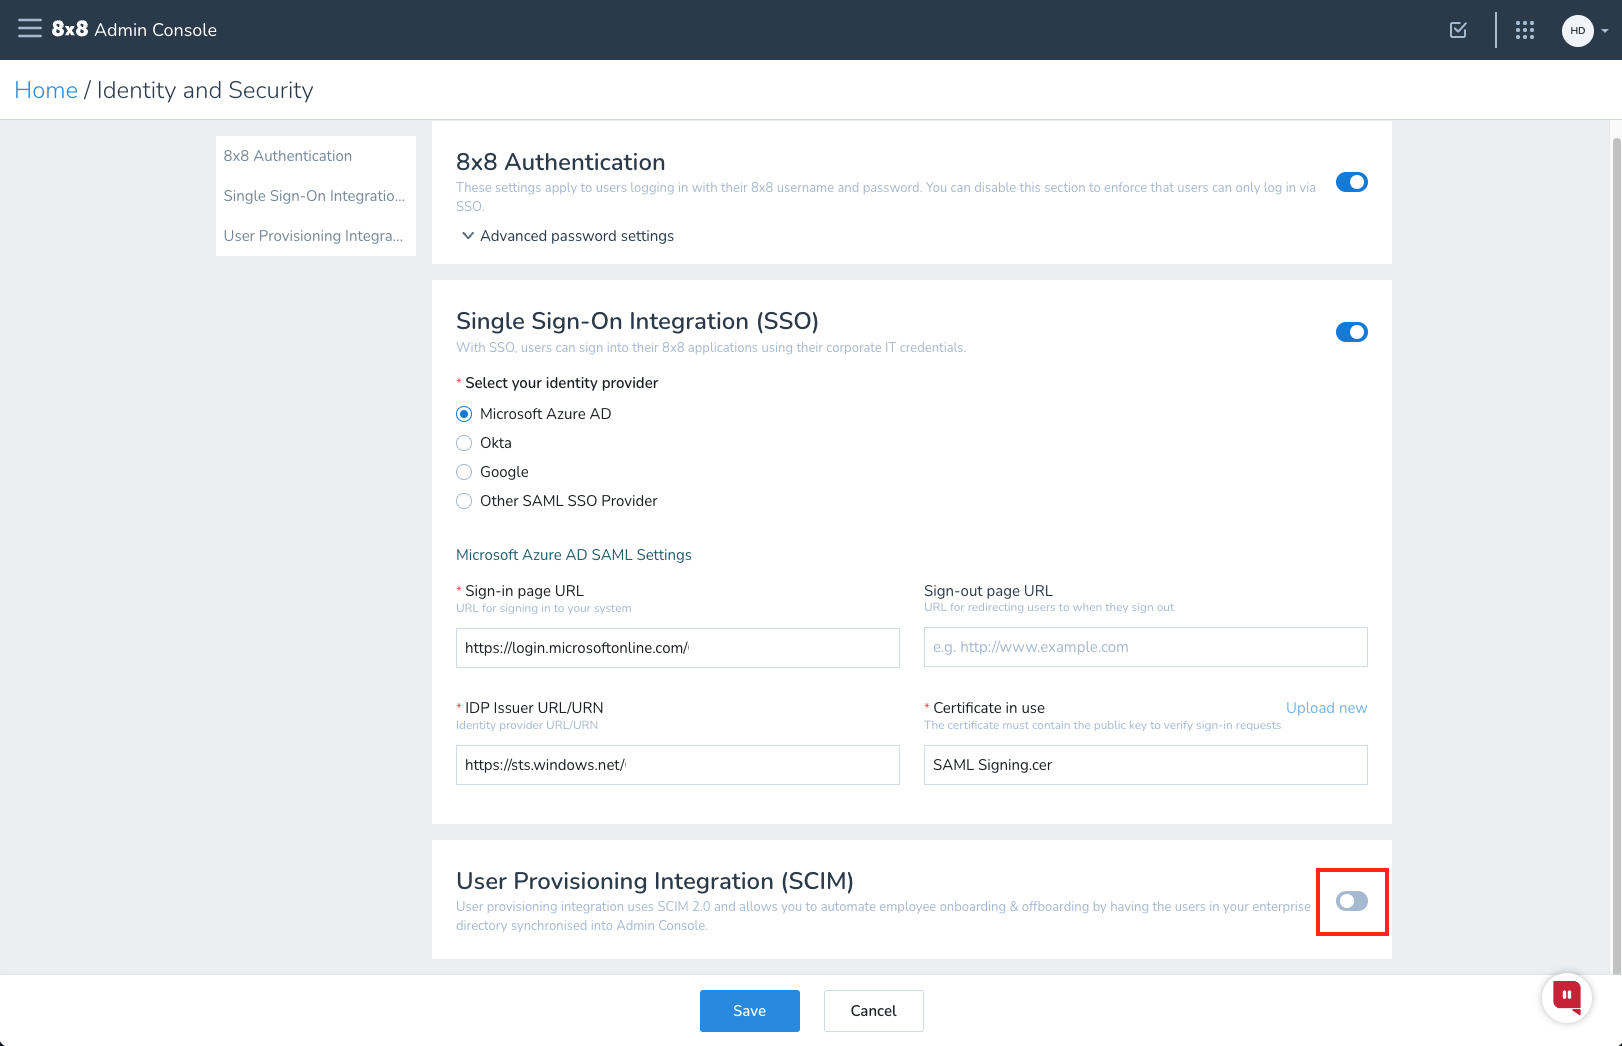 8x8 Admin Console
HD
Home / Identity and Security
8x8 Authentication
Single Sign-On Integratio...
User Provisioning Integra...
8x8 Authentication
These settings apply to users logging in with their 8x8 username and password. You can disable this section to enforce that users can only log in via
SSO.
Advanced password settings
Single Sign-On Integration (SSO)
With SSO, users can sign into their 8x8 applications using their corporate IT credentials.
* Select your identity provider
Microsoft Azure AD
Okta
Google
Other SAML SSO Provider
Microsoft Azure AD SAML Settings
* Sign-in page URL
URL for signing in to your system
https://login.microsoftonline.com/
Sign-out page URL
URL for redirecting users to when they sign out
e.g. http://www.example.com
* IDP Issuer URL/URN
Identity provider URL/URN
https://sts.windows.net/
* Certificate in use
Upload new
The certificate must contain the public key to verify sign-in requests
SAML Signing.cer
User Provisioning Integration (SCIM)
User provisioning integration uses SCIM 2.0 and allows you to automate employee onboarding & offboarding by having the users in your enterprise
directory synchronised into Admin Console.
Save
Cancel